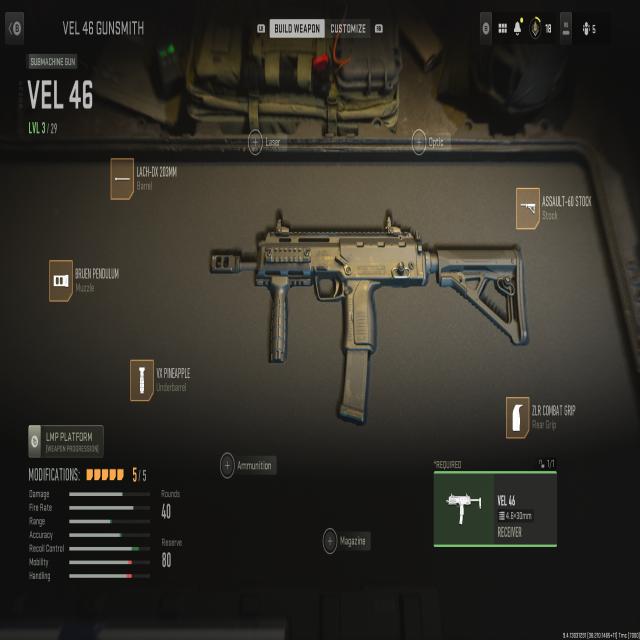 VEL 46 GUNSMITH
BUILD WEAPON
CUSTOMIZE
18
5
SUBMACHINE GUN
VEL 46
LVL 3 / 29
Laser
Optic
LACH-DX 203MM
Barrel
ASSAULT-60 STOCK
Stock
BRUEN PENDULUM
Muzzle
VX PINEAPPLE
Underbarrel
ZLR COMBAT GRIP
Rear Grip
LMP PLATFORM
[WEAPON PROGRESSION]
Ammunition
*REQUIRED
1/1
MODIFICATIONS: 5 / 5
Damage
Rounds
Fire Rate
40
Range
Accuracy
Recoil Control
Reserve
Mobility
80
Handling
Magazine
VEL 46
4.6×30mm
RECEIVER